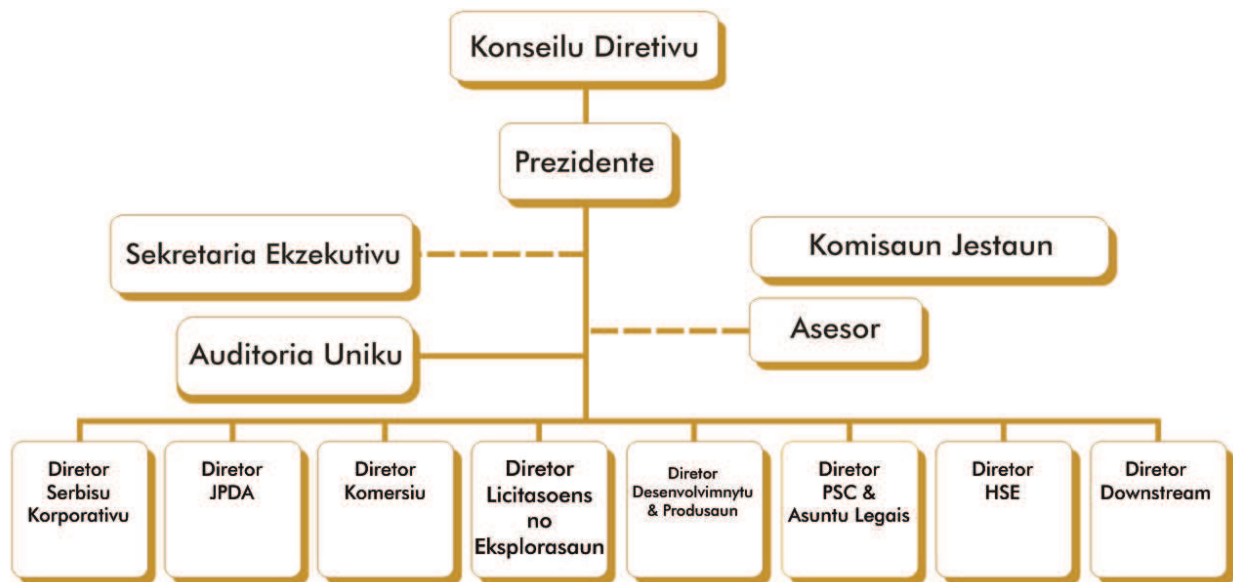 Konseilu Diretivu
Prezidente
Sekretaria Ekzekutivu
Komisaun Jestaun
Asesor
Auditoria Uniku
Diretor
Serbisu
Korporativu
Diretor
JPDA
Diretor
Komersiu
Diretor
Licitasoens
no
Eksplorasaun
Diretor
Desenvolvimnytu
& Produsaun
Diretor
PSC &
Asuntu Legais
Diretor
HSE
Diretor
Downstream